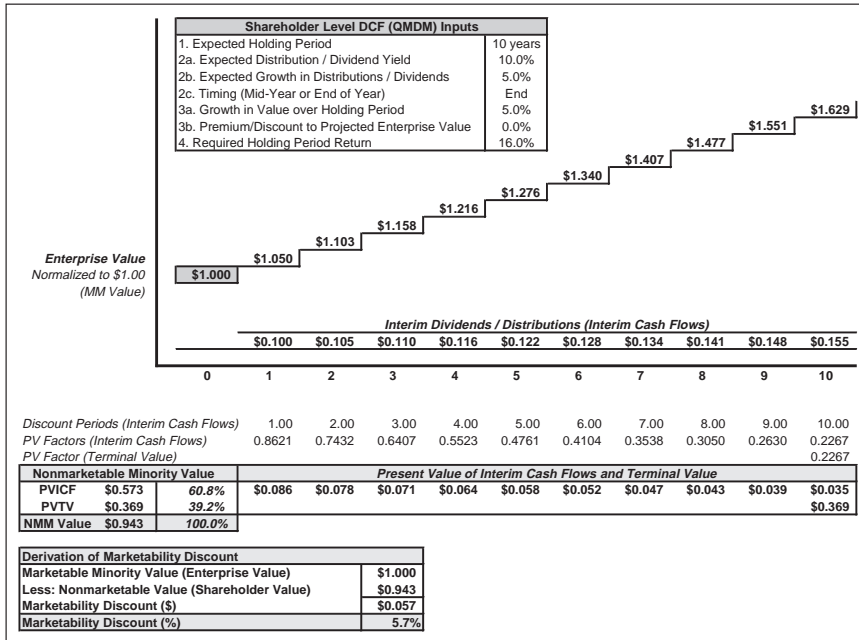 Shareholder Level DCF (QMDM) Inputs
1. Expected Holding Period 10 years
2a. Expected Distribution / Dividend Yield 10.0%
2b. Expected Growth in Distributions / Dividends 5.0%
2c. Timing (Mid-Year or End of Year) End
3a. Growth in Value over Holding Period 5.0%
3b. Premium/Discount to Projected Enterprise Value 0.0%
4. Required Holding Period Return 16.0%
$1.629
$1.551
$1.477
$1.407
$1.340
$1.276
$1.216
$1.158
$1.103
$1.050
Enterprise Value
Normalized to $1.00 $1.000
(MM Value)
Interim Dividends / Distributions (Interim Cash Flows)
$0.100 $0.105 $0.110 $0.116 $0.122 $0.128 $0.134 $0.141 $0.148 $0.155
0 1 2 3 4 5 6 7 8 9 10
Discount Periods (Interim Cash Flows) 1.00 2.00 3.00 4.00 5.00 6.00 7.00 8.00 9.00 10.00
PV Factors (Interim Cash Flows) 0.8621 0.7432 0.6407 0.5523 0.4761 0.4104 0.3538 0.3050 0.2630 0.2267
PV Factor (Terminal Value) 0.2267
Nonmarketable Minority Value Present Value of Interim Cash Flows and Terminal Value
PVICF $0.573 60.8% $0.086 $0.078 $0.071 $0.064 $0.058 $0.052 $0.047 $0.043 $0.039 $0.035
PVTV $0.369 39.2% $0.369
NMM Value $0.943 100.0%
Derivation of Marketability Discount
Marketable Minority Value (Enterprise Value) $1.000
Less: Nonmarketable Value (Shareholder Value) $0.943
Marketability Discount ($) $0.057
Marketability Discount (%) 5.7%